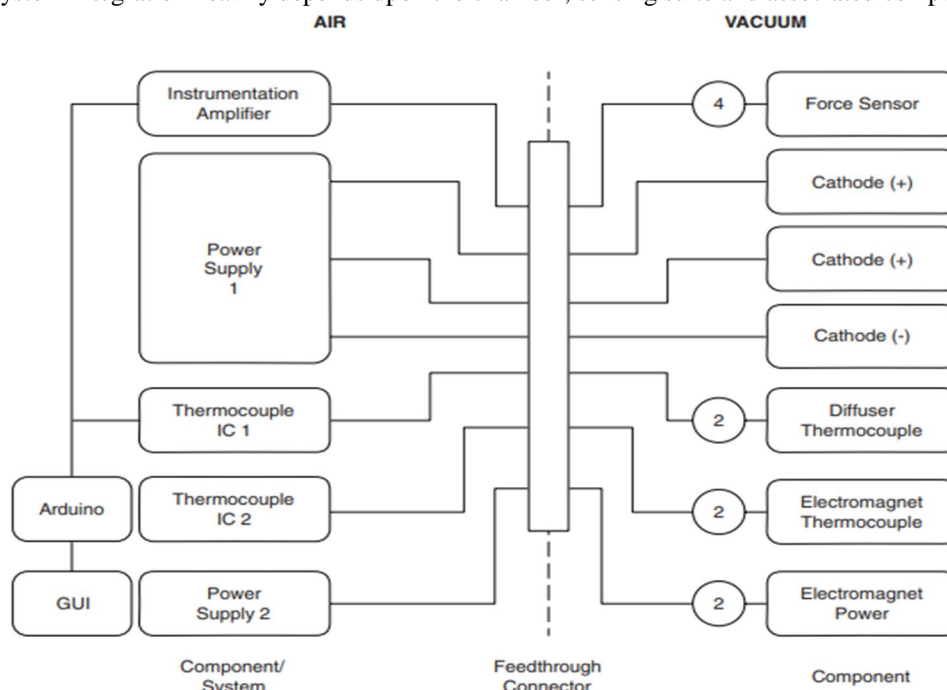 AIR
VACUUM
Instrumentation
Amplifier
4
Force Sensor
Power
Supply
1
Cathode (+)
Cathode (+)
Cathode (-)
Thermocouple
IC 1
2
Diffuser
Thermocouple
Arduino
Thermocouple
IC 2
2
Electromagnet
Thermocouple
GUI
Power
Supply 2
2
Electromagnet
Power
Component/
System
Feedthrough
Connector
Component